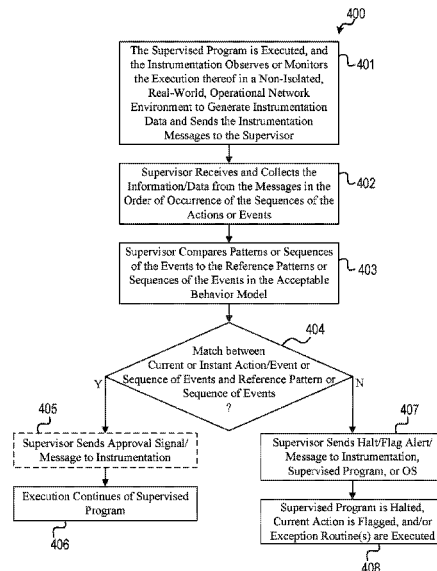 400
The Supervised Program is Executed, and
the Instrumentation Observes or Monitors
the Execution thereof in a Non-Isolated,
Real-World, Operational Network
Environment to Generate Instrumentation
Data and Sends the Instrumentation
Messages to the Supervisor
401
Supervisor Receives and Collects the
Information/Data from the Messages in the
Order of Occurrence of the Sequences of the
Actions or Events
402
Supervisor Compares Patterns or Sequences
of the Events to the Reference Patterns or
Sequences of the Events in the Acceptable
Behavior Model
403
404
Match between
Current or Instant Action/Event
or Sequence of Events and Reference Pattern or
Sequence of Events
?
Y
N
405
Supervisor Sends Approval Signal/
Message to Instrumentation
407
Supervisor Sends Halt/Flag Alert/
Message to Instrumentation,
Supervised Program, or OS
Execution Continues of Supervised
Program
406
Supervised Program is Halted,
Current Action is Flagged, and/or
Exception Routine(s) are Executed
408